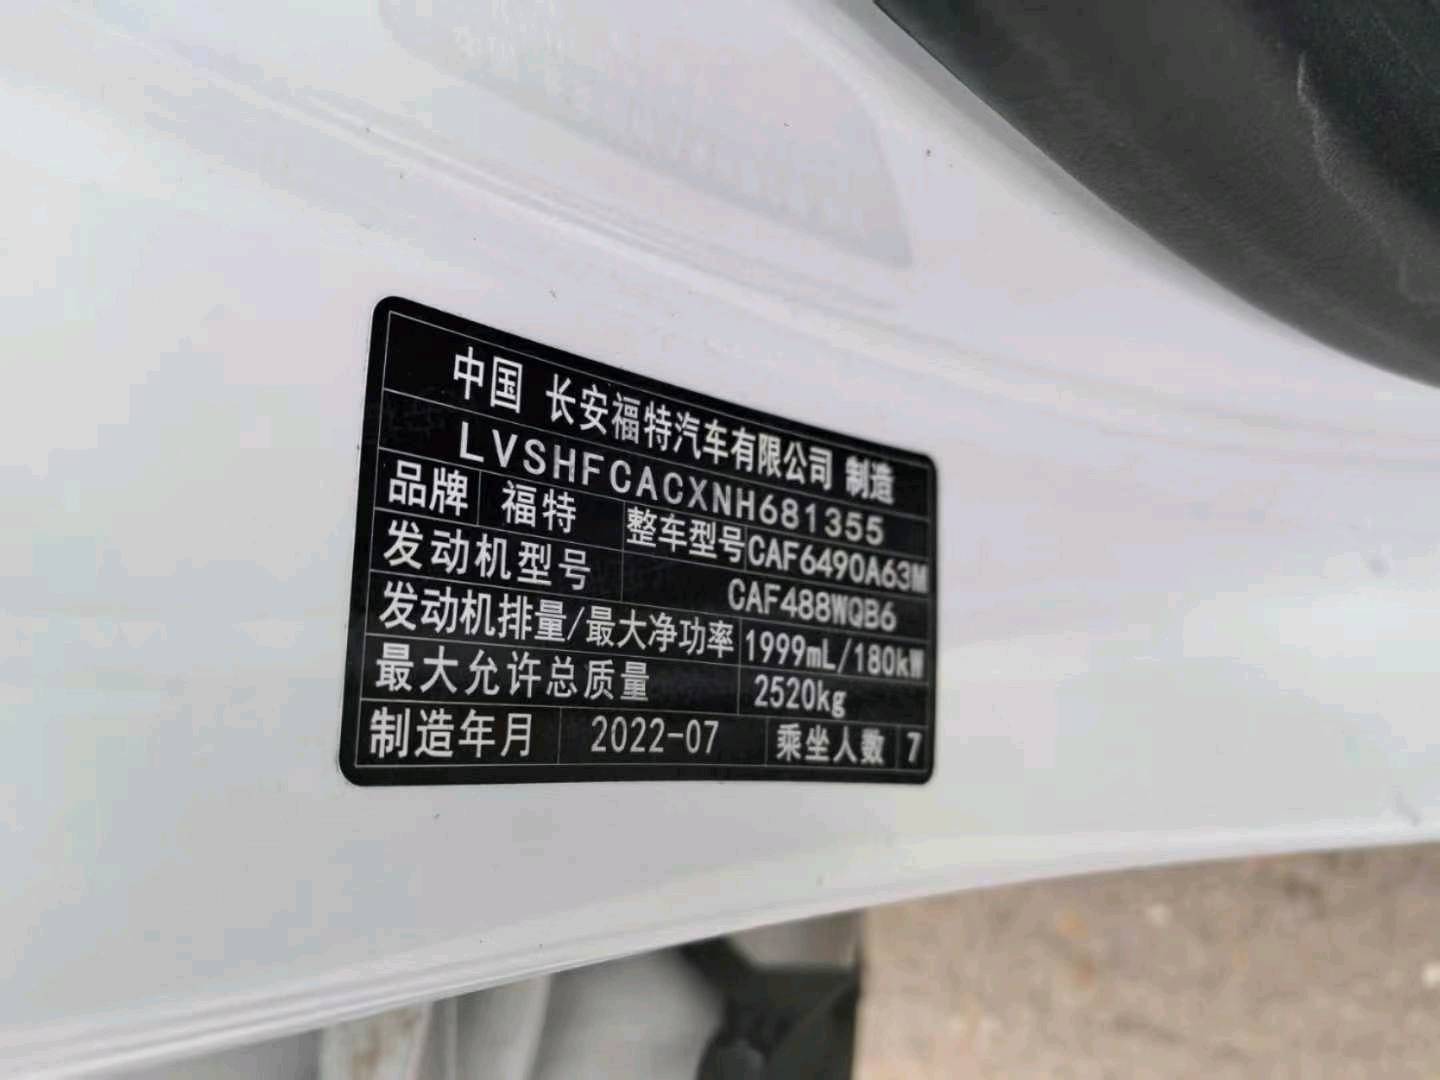 中国 长安福特汽车有限公司 制造
LVSHFCACXNH681355
品牌 福特 整车型号 CAF6490A63M
发动机型号 CAF488WQB6
发动机排量/最大净功率 1999mL/180kW
最大允许总质量 2520kg
制造年月 2022-07 乘坐人数 7